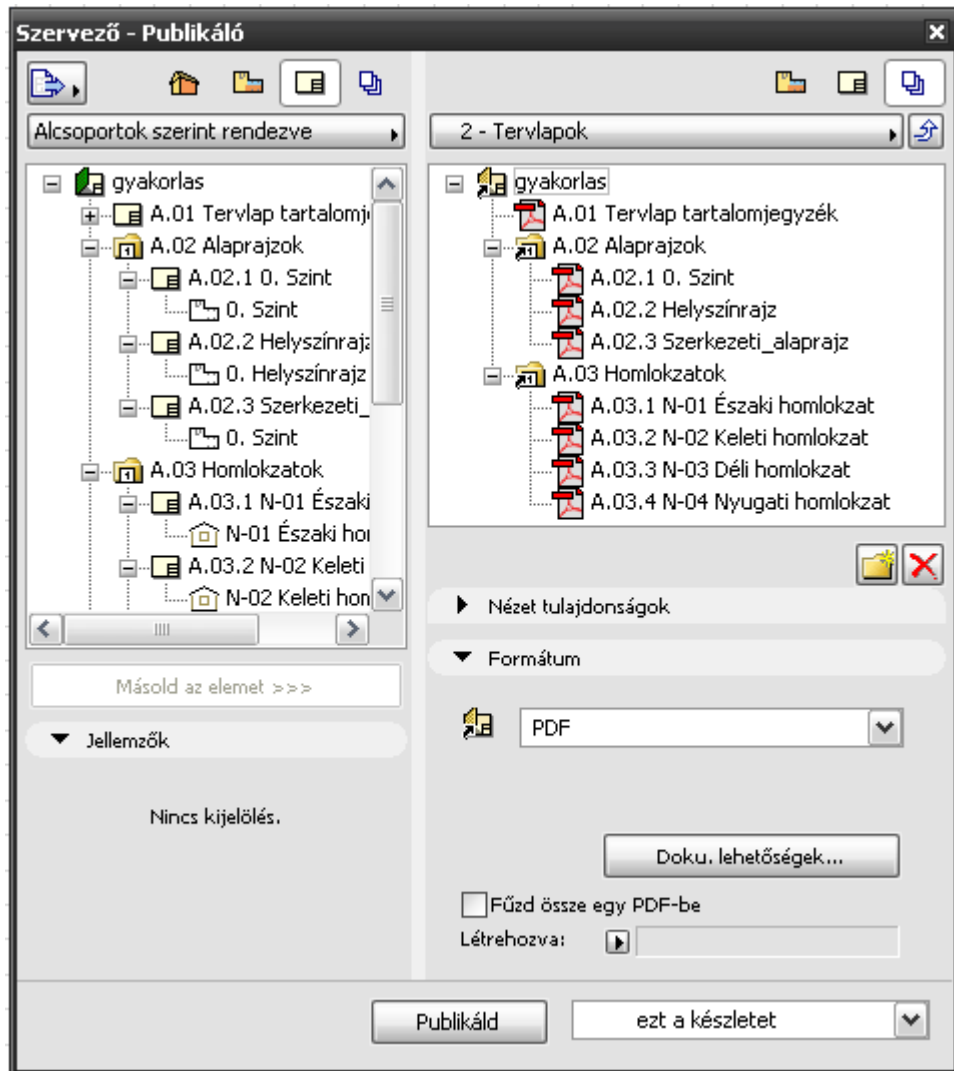 Szervező - Publikáló
Alcsoportok szerint rendezve
gyakorlas
A.01 Tervlap tartalomj
A.02 Alaprajzok
A.02.1 0. Szint
0. Szint
A.02.2 Helyszínrajz
0. Helyszínrajz
A.02.3 Szerkezeti_
0. Szint
A.03 Homlokzatok
A.03.1 N-01 Északi
N-01 Északi hor
A.03.2 N-02 Keleti
N-02 Keleti hom
Másold az elemet >>>
Jellemzők
Nincs kijelölés.
2 - Tervlapok
gyakorlas
A.01 Tervlap tartalomjegyzék
A.02 Alaprajzok
A.02.1 0. Szint
A.02.2 Helyszínrajz
A.02.3 Szerkezeti_alaprajz
A.03 Homlokzatok
A.03.1 N-01 Északi homlokzat
A.03.2 N-02 Keleti homlokzat
A.03.3 N-03 Déli homlokzat
A.03.4 N-04 Nyugati homlokzat
Nézet tulajdonságok
Formátum
PDF
Doku. lehetőségek...
Fűzd össze egy PDF-be
Létrehozva:
Publikáld
ezt a készletet